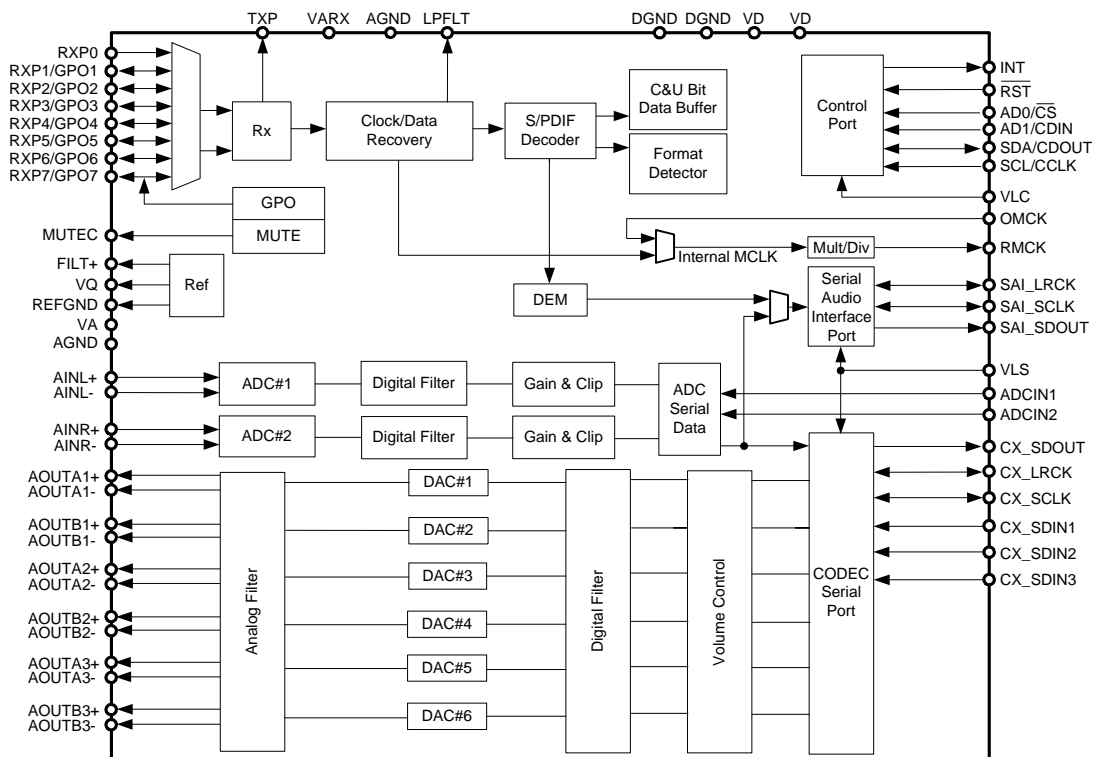 TXP
VARX
AGND
LPFLT
DGND
DGND
VD
VD
RXP0
RXP1/GPO1
RXP2/GPO2
RXP3/GPO3
RXP4/GPO4
RXP5/GPO5
RXP6/GPO6
RXP7/GPO7
MUTEC
FILT+
VQ
REFGND
VA
AGND
AINL+
AINL-
AINR+
AINR-
AOUTA1+
AOUTA1-
AOUTB1+
AOUTB1-
AOUTA2+
AOUTA2-
AOUTB2+
AOUTB2-
AOUTA3+
AOUTA3-
AOUTB3+
AOUTB3-
Rx
Clock/Data
Recovery
S/PDIF
Decoder
C&U Bit
Data Buffer
Format
Detector
Control
Port
GPO
MUTE
Ref
Internal MCLK
Mult/Div
DEM
Serial
Audio
Interface
Port
ADC#1
Digital Filter
Gain & Clip
ADC
Serial
Data
ADC#2
Digital Filter
Gain & Clip
Analog Filter
DAC#1
DAC#2
DAC#3
DAC#4
DAC#5
DAC#6
Digital Filter
Volume Control
CODEC
Serial
Port
INT
RST
AD0/CS
AD1/CDIN
SDA/CDOUT
SCL/CCLK
VLC
OMCK
RMCK
SAI_LRCK
SAI_SCLK
SAI_SDOUT
VLS
ADCIN1
ADCIN2
CX_SDOUT
CX_LRCK
CX_SCLK
CX_SDIN1
CX_SDIN2
CX_SDIN3